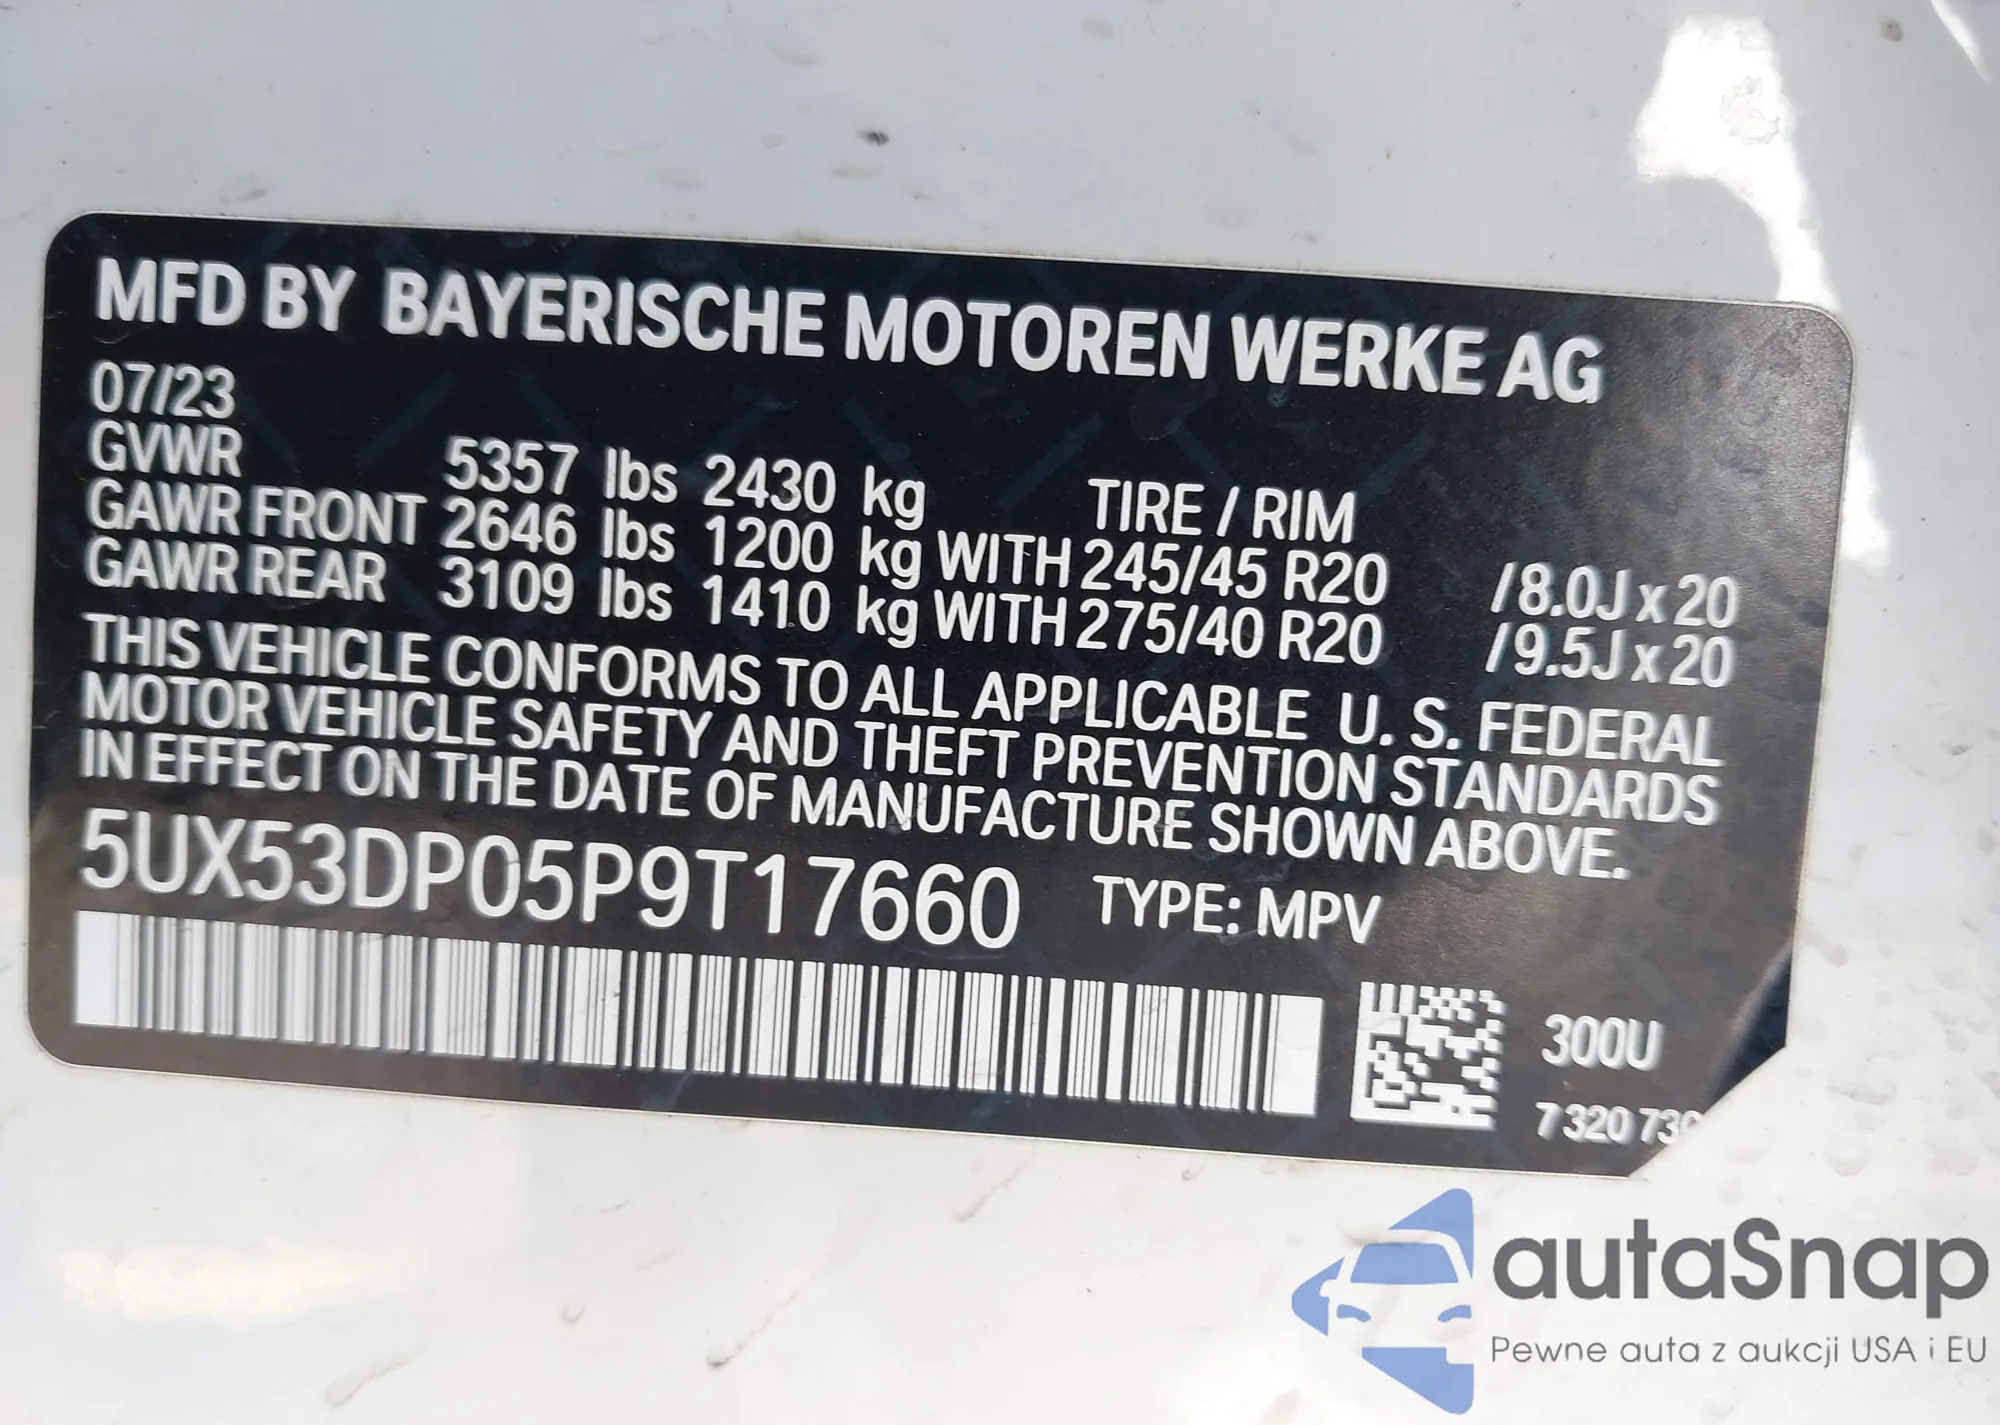 MFD BY BAYERISCHE MOTOREN WERKE AG
07/23
GVWR 5357 lbs 2430 kg TIRE / RIM
GAWR FRONT 2646 lbs 1200 kg WITH 245/45 R20 /8.0J x 20
GAWR REAR 3109 lbs 1410 kg WITH 275/40 R20 /9.5J x 20
THIS VEHICLE CONFORMS TO ALL APPLICABLE U. S. FEDERAL
MOTOR VEHICLE SAFETY AND THEFT PREVENTION STANDARDS
IN EFFECT ON THE DATE OF MANUFACTURE SHOWN ABOVE.
5UX53DP05P9T17660 TYPE: MPV
300U
7 320 73
autaSnap
Pewne auta z aukcji USA i EU